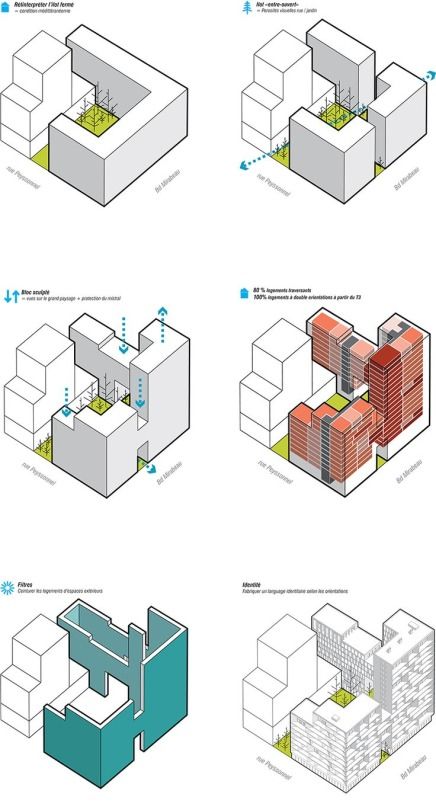 Réinterpréter l'îlot fermé
= condition méditérranéenne
rue Peyssonnel
Bd Mirabeau
Ilot «entre-ouvert»
= Porosités visuelles rue / jardin
rue Peyssonnel
Bd Mirabeau
Bloc sculpté
= vues sur le grand paysage + protection du mistral
rue Peyssonnel
Bd Mirabeau
80 % logements traversants
100% logements à double orientations à partir du T3
rue Peyssonnel
Bd Mirabeau
Filtres
Ceinturer les logements d'espaces extérieurs
Identité
Fabriquer un language identitaire selon les orientations
rue Peyssonnel
Bd Mirabeau